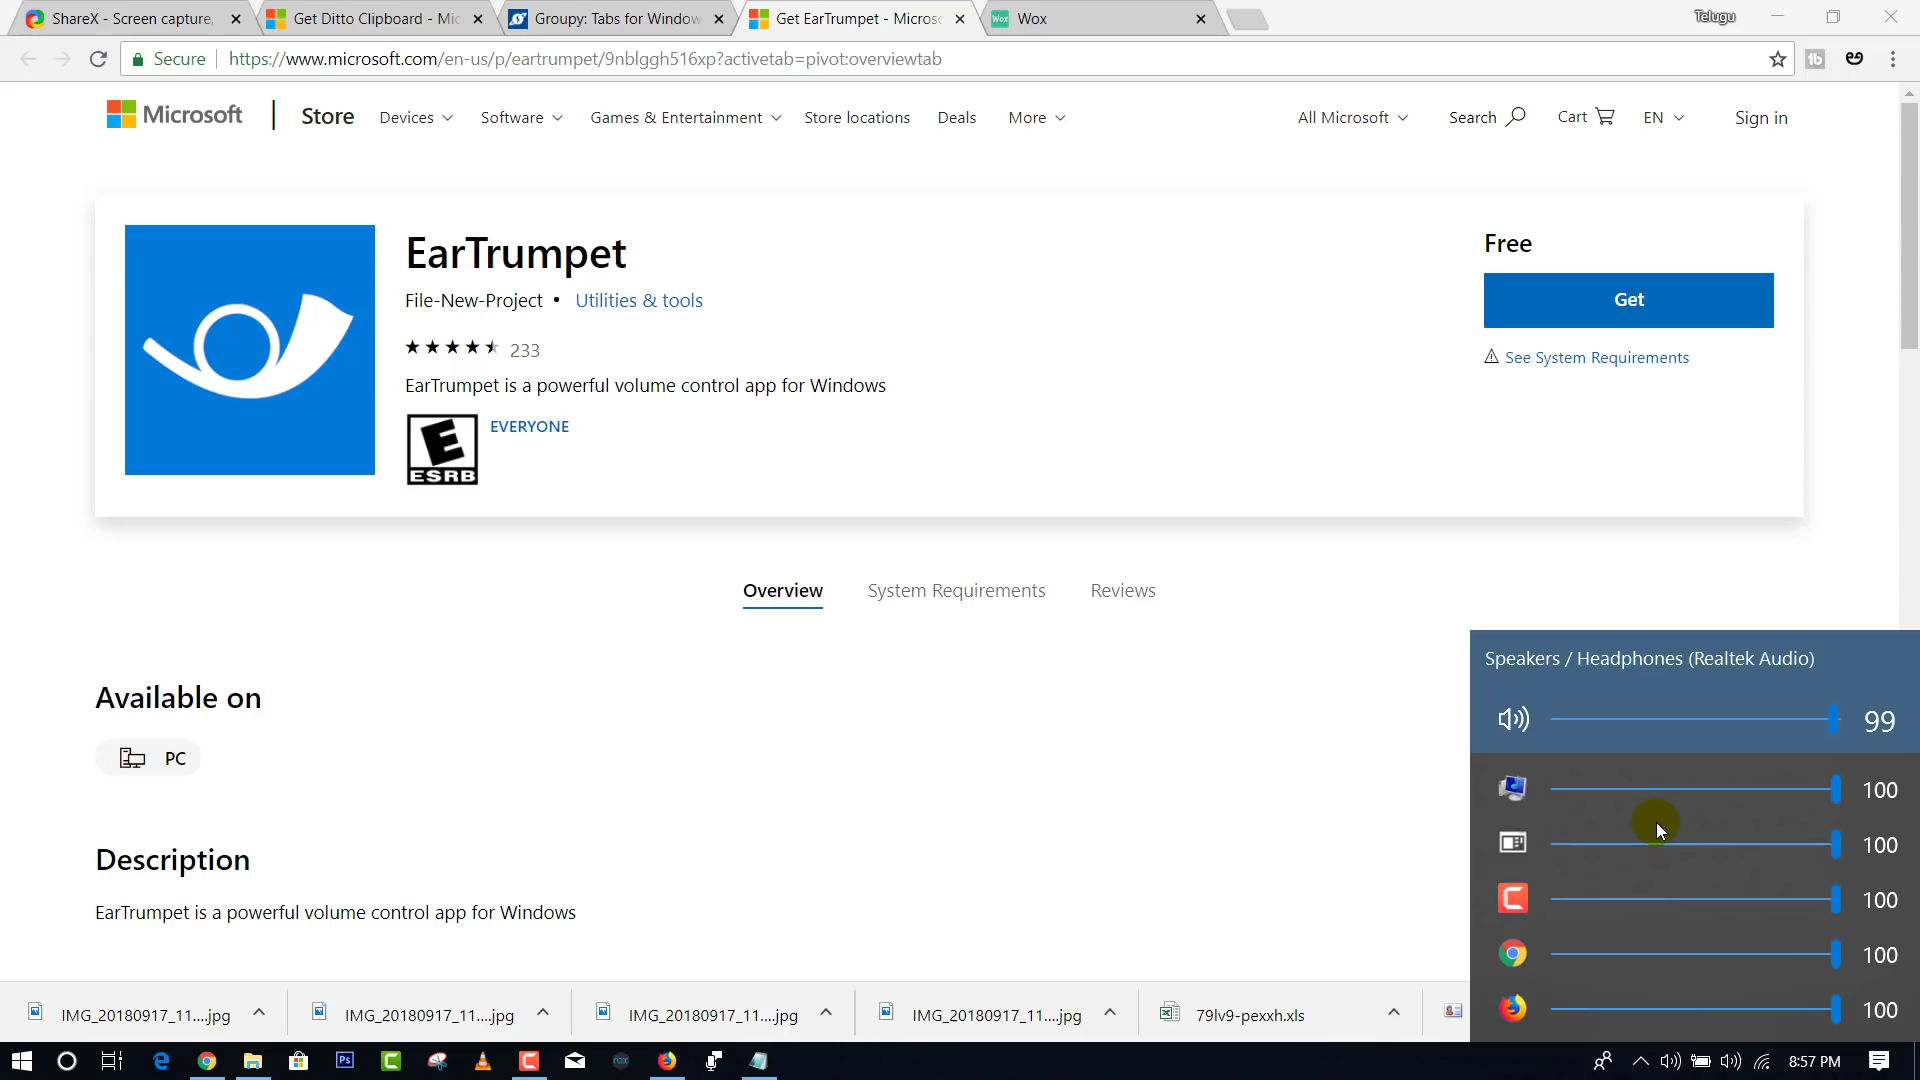 ShareX - Screen capture, Get Ditto Clipboard - Mic Groupy: Tabs for Window Get EarTrumpet - Microsc Wox Telugu
Secure https://www.microsoft.com/en-us/p/eartrumpet/9nblggh516xp?activetab=pivot:overviewtab
Microsoft Store Devices Software Games & Entertainment Store locations Deals More All Microsoft Search Cart EN Sign in
EarTrumpet
File-New-Project • Utilities & tools
233
EarTrumpet is a powerful volume control app for Windows
E
ESRB
EVERYONE
Free
Get
See System Requirements
Overview System Requirements Reviews
Available on
PC
Description
EarTrumpet is a powerful volume control app for Windows
Speakers / Headphones (Realtek Audio)
99
100
100
100
100
100
IMG_20180917_11....jpg IMG_20180917_11....jpg IMG_20180917_11....jpg IMG_20180917_11....jpg 79lv9-pexxh.xls
8:57 PM